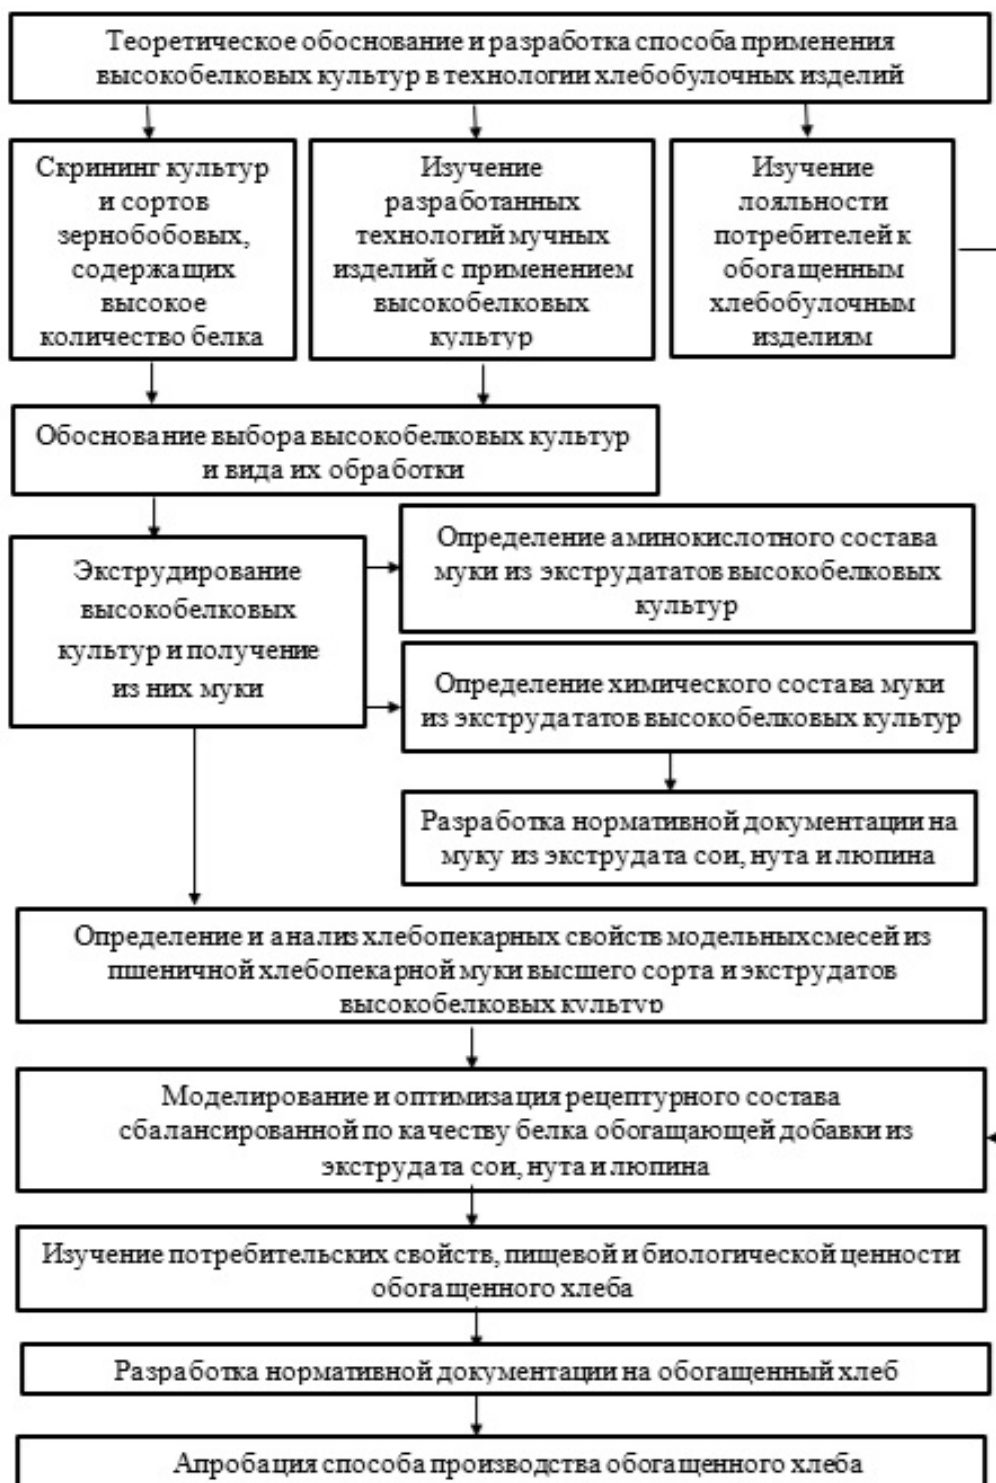 Теоретическое обоснование и разработка способа применения
высокобелковых культур в технологии хлебобулочных изделий
Скрининг культур
и сортов
зернобобовых,
содержащих
высокое
количество белка
Изучение
разработанных
технологий мучных
изделий с применением
высокобелковых
культур
Изучение
лояльности
потребителей к
обогащенным
хлебобулочным
изделиям
Обоснование выбора высокобелковых культур
и вида их обработки
Экструдирование
высокобелковых
культур и получение
из них муки
Определение аминокислотного состава
муки из экструдататов высокобелковых
культур
Определение химического состава муки
из экструдататов высокобелковых культур
Разработка нормативной документации на
муку из экструдата сои, нута и люпина
Определение и анализ хлебопекарных свойств модельныхсмесей из
пшеничной хлебопекарной муки высшего сорта и экструдатов
высокобелковых культур
Моделирование и оптимизация рецептурного состава
сбалансированной по качеству белка обогащающей добавки из
экструдата сои, нута и люпина
Изучение потребительских свойств, пищевой и биологической ценности
обогащенного хлеба
Разработка нормативной документации на обогащенный хлеб
Апробация способа производства обогащенного хлеба